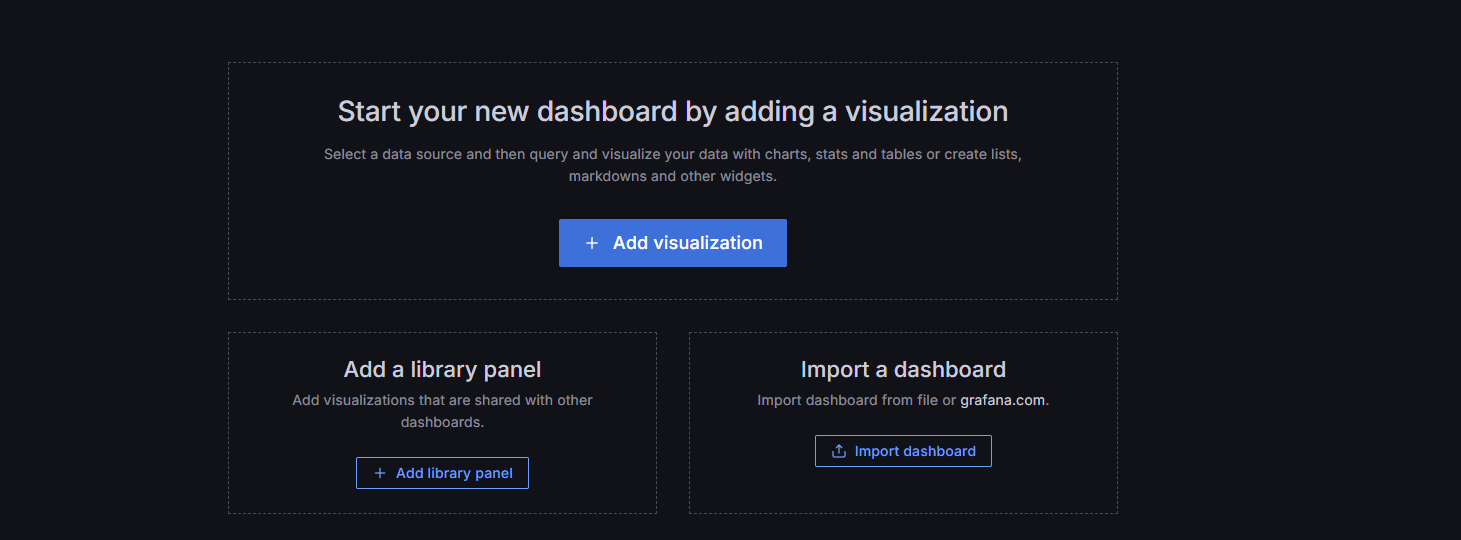 Start your new dashboard by adding a visualization
Select a data source and then query and visualize your data with charts, stats and tables or create lists,
markdowns and other widgets.
Add visualization
Add a library panel
Add visualizations that are shared with other
dashboards.
Add library panel
Import a dashboard
Import dashboard from file or grafana.com.
Import dashboard